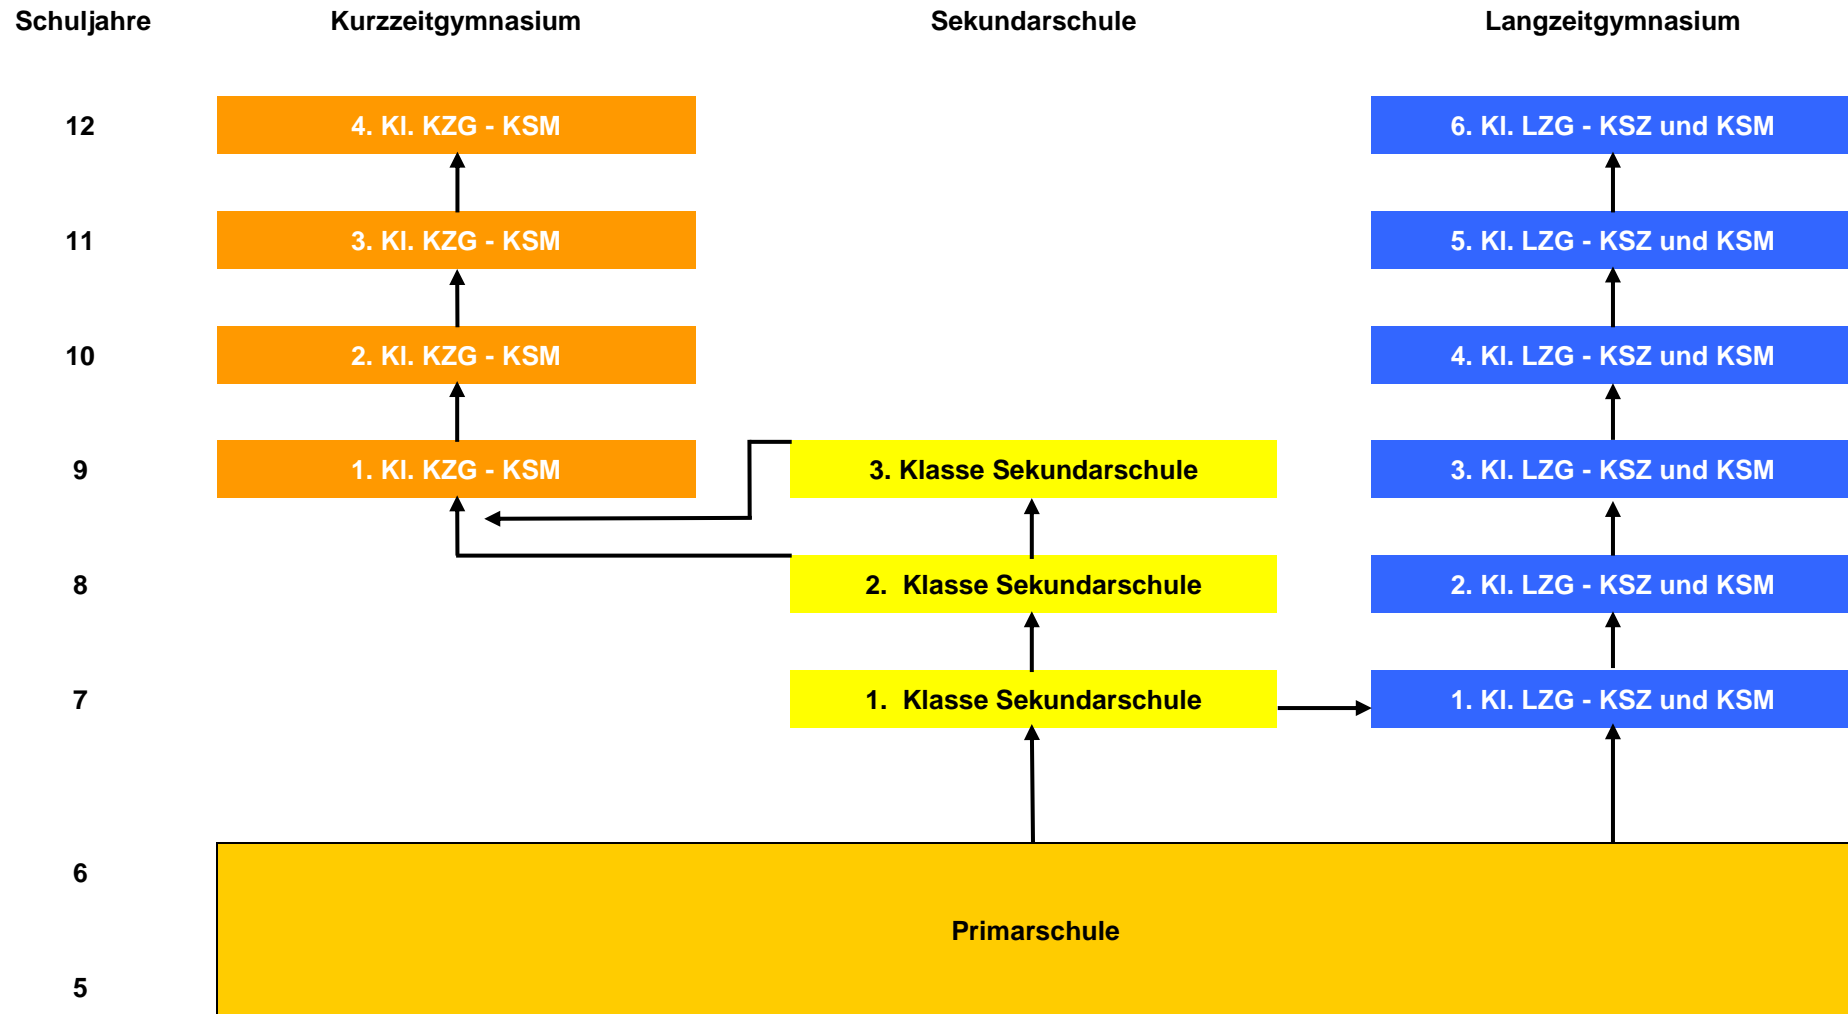 Schuljahre Kurzzeitgymnasium Sekundarschule Langzeitgymnasium
12 4. Kl. KZG - KSM 6. Kl. LZG - KSZ und KSM
11 3. Kl. KZG - KSM 5. Kl. LZG - KSZ und KSM
10 2. Kl. KZG - KSM 4. Kl. LZG - KSZ und KSM
9 1. Kl. KZG - KSM 3. Klasse Sekundarschule 3. Kl. LZG - KSZ und KSM
8 2. Klasse Sekundarschule 2. Kl. LZG - KSZ und KSM
7 1. Klasse Sekundarschule 1. Kl. LZG - KSZ und KSM
6
Primarschule
5